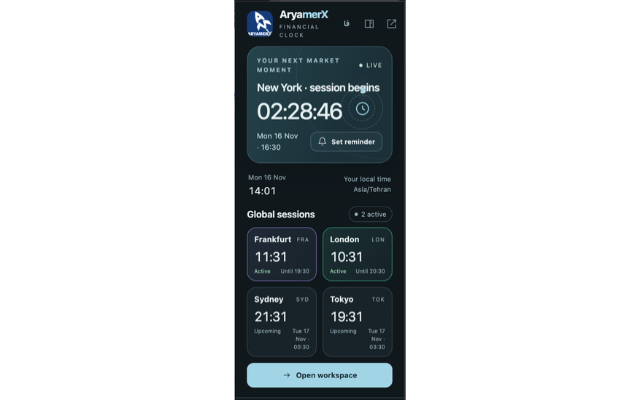 AryamerX
FINANCIAL
CLOCK
YOUR NEXT MARKET
MOMENT
LIVE
New York · session begins
02:28:46
Mon 16 Nov
· 16:30
Set reminder
Mon 16 Nov
14:01
Your local time
Asia/Tehran
Global sessions
2 active
Frankfurt FRA
11:31
Active Until 19:30
London LON
10:31
Active Until 20:30
Sydney SYD
21:31
Upcoming Tue 17
Nov ·
Tokyo TOK
19:31
Upcoming Tue 17
Nov ·
03:30
Open workspace